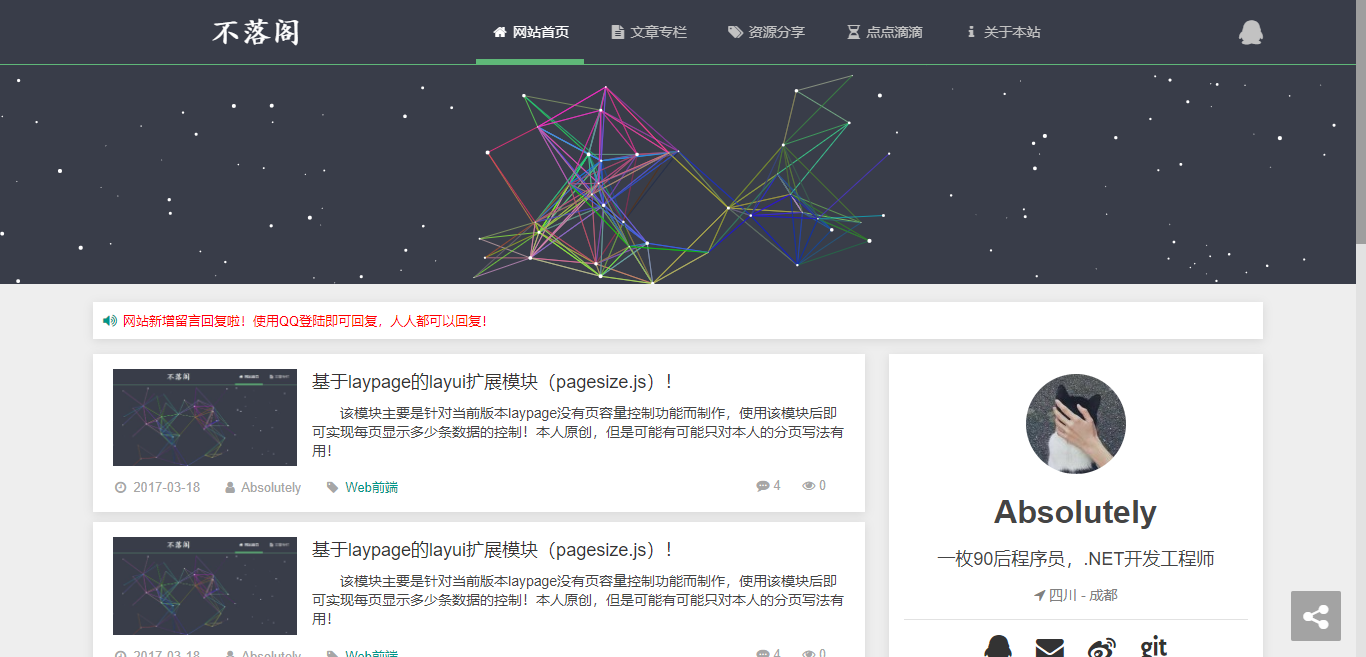 不落阁
网站首页 文章专栏 资源分享 点点滴滴 关于本站
网站新增留言回复啦！使用QQ登陆即可回复，人人都可以回复！
不落阁
基于laypage的layui扩展模块（pagesize.js）！
该模块主要是针对当前版本laypage没有页容量控制功能而制作，使用该模块后即
可实现每页显示多少条数据的控制！本人原创，但是可能有可能只对本人的分页写法有
用！
2017-03-18 Absolutely Web前端 4 0
不落阁
基于laypage的layui扩展模块（pagesize.js）！
该模块主要是针对当前版本laypage没有页容量控制功能而制作，使用该模块后即
可实现每页显示多少条数据的控制！本人原创，但是可能有可能只对本人的分页写法有
用！
2017-03-18 Absolutely Web前端 4 0
Absolutely
一枚90后程序员，.NET开发工程师
四川 - 成都
git